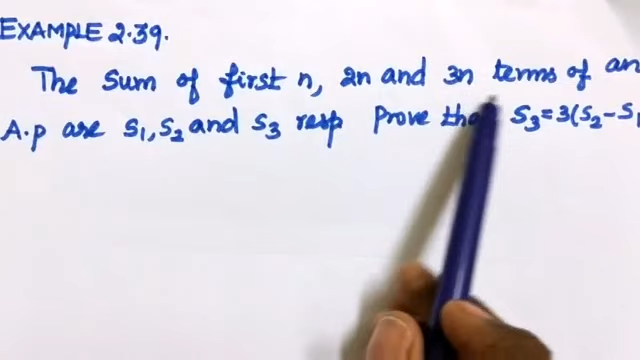 EXAMPLE 2.39.
The Sum of first n, 2n and 3n terms of an
A.p are S₁, S₂ and S₃ resp Prove that S₃=3(S₂-S₁